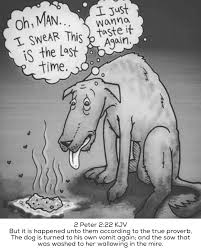 Oh, MAN...
I SWEAR This
is the Last
Time.
I Just
wanna
taste it
Again.
2 Peter 2:22 KJV
But it is happened unto them according to the true proverb,
The dog is turned to his own vomit again; and the sow that
was washed to her wallowing in the mire.